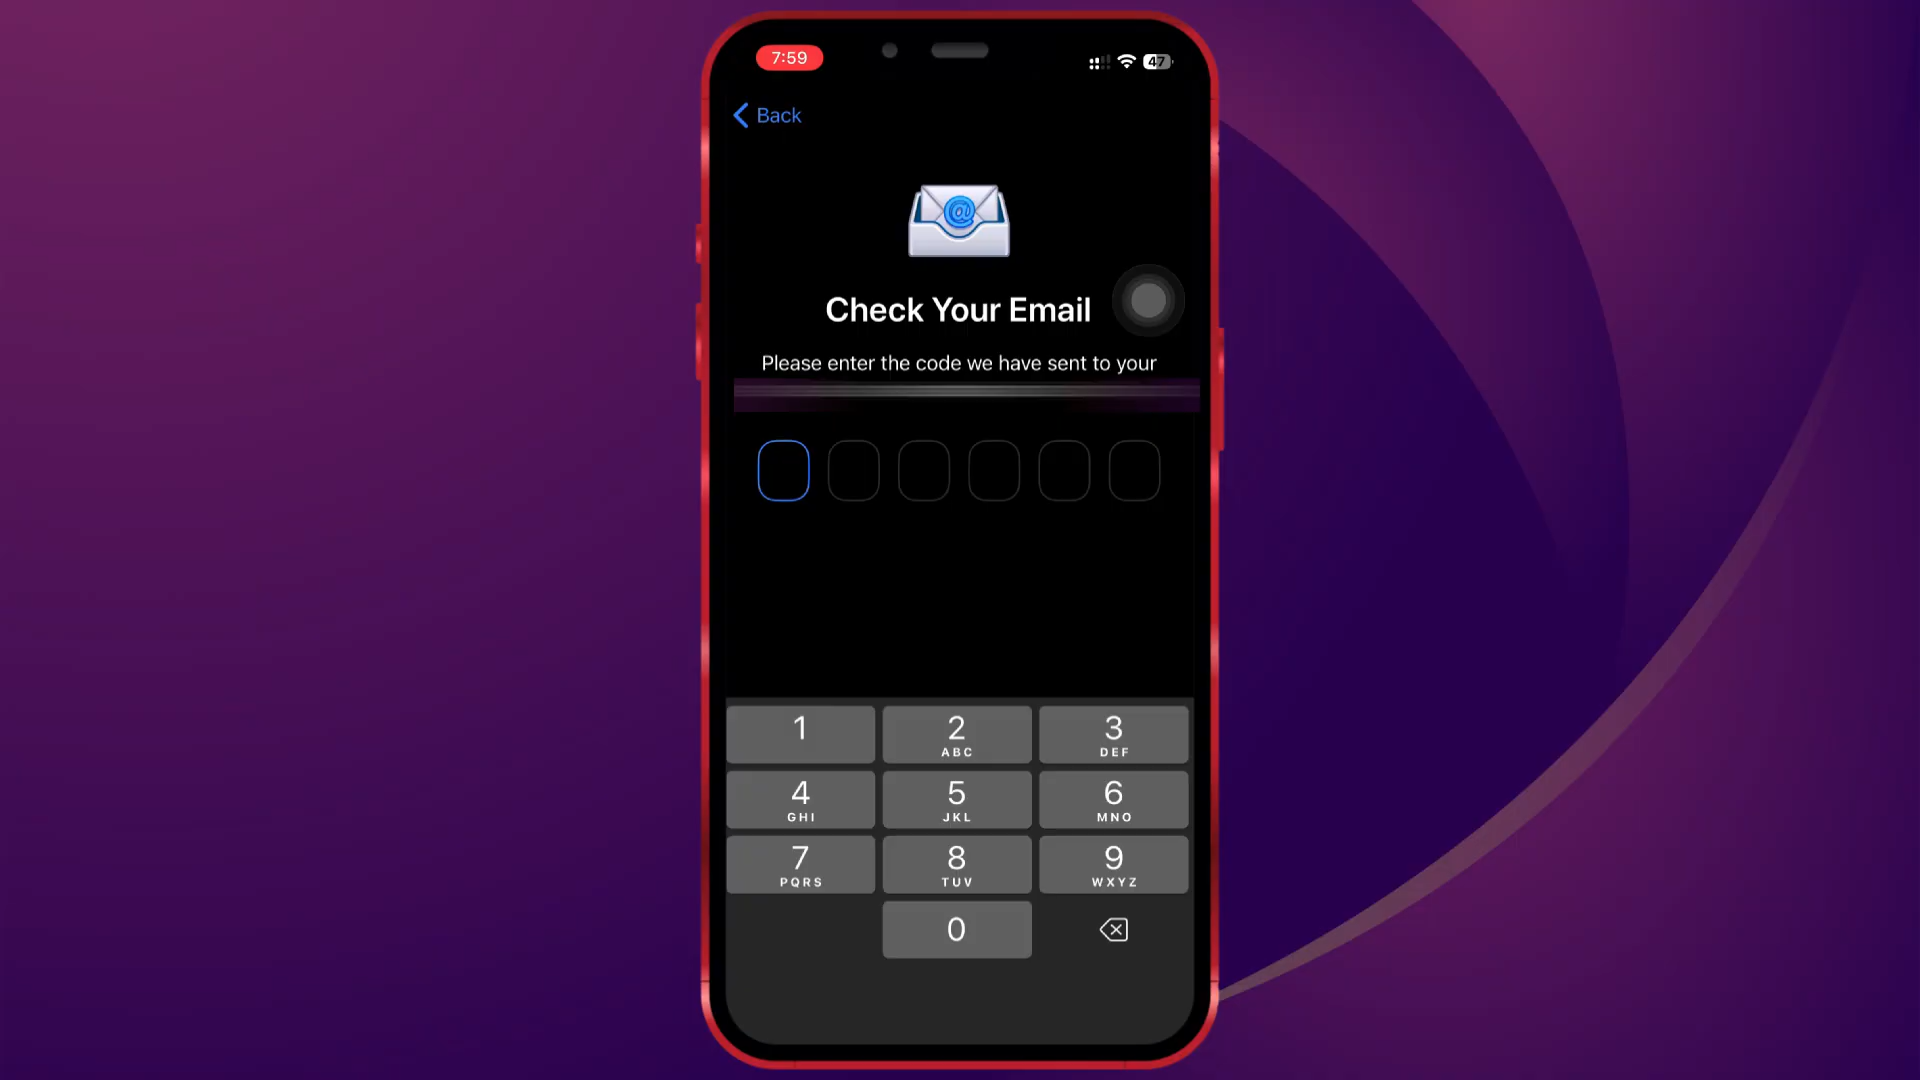 7:59
47
Back
@
Check Your Email
Please enter the code we have sent to your
1
2
ABC
3
DEF
4
GHI
5
JKL
6
MNO
7
PQRS
8
TUV
9
WXYZ
0